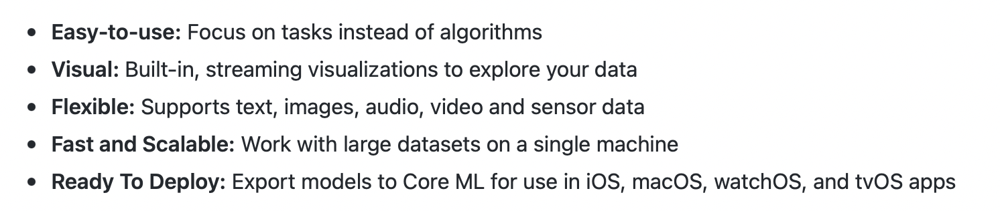 • Easy-to-use: Focus on tasks instead of algorithms
• Visual: Built-in, streaming visualizations to explore your data
• Flexible: Supports text, images, audio, video and sensor data
• Fast and Scalable: Work with large datasets on a single machine
• Ready To Deploy: Export models to Core ML for use in iOS, macOS, watchOS, and tvOS apps